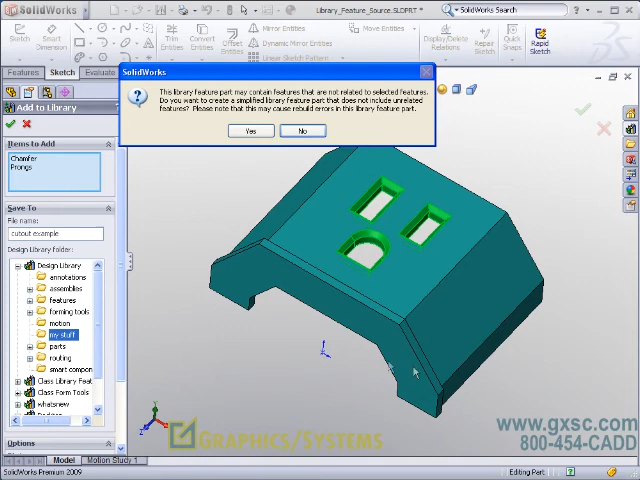 SolidWorks
Library_Feature_Source.SLDPRT *
SolidWorks Search
Sketch
Smart Dimension
Trim Entities
Convert Entities
Offset Entities
Mirror Entities
Dynamic Mirror Entities
Linear Sketch Pattern
Move Entities
Display/Delete Relations
Repair Sketch
Quick Snaps
Rapid Sketch
Features
Sketch
Evaluate
SolidWorks
This library feature part may contain features that are not related to selected features.
Do you want to create a simplified library feature part that does not include unrelated
features? Please note that this may cause rebuild errors in this library feature part.
Yes
No
Add to Library
Items to Add
Chamfer
Prongs
Save To
File name:
cutout example
Design Library folder:
Design Library
annotations
assemblies
features
forming tools
motion
my stuff
parts
routing
smart compon
Class Library Feat
Class Form Tools
whatsnew
Options
GRAPHICS/SYSTEMS
www.gxsc.com
800-454-CADD
Model
Motion Study 1
SolidWorks Premium 2009
Editing Part